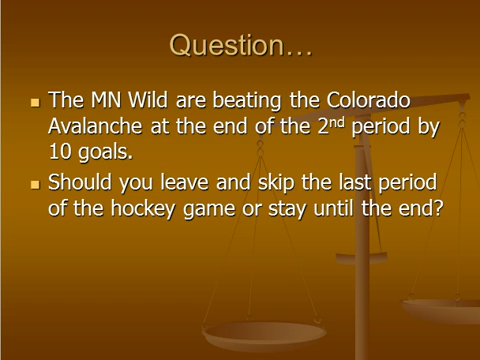 Question…
The MN Wild are beating the Colorado
Avalanche at the end of the 2nd period by
10 goals.
Should you leave and skip the last period
of the hockey game or stay until the end?